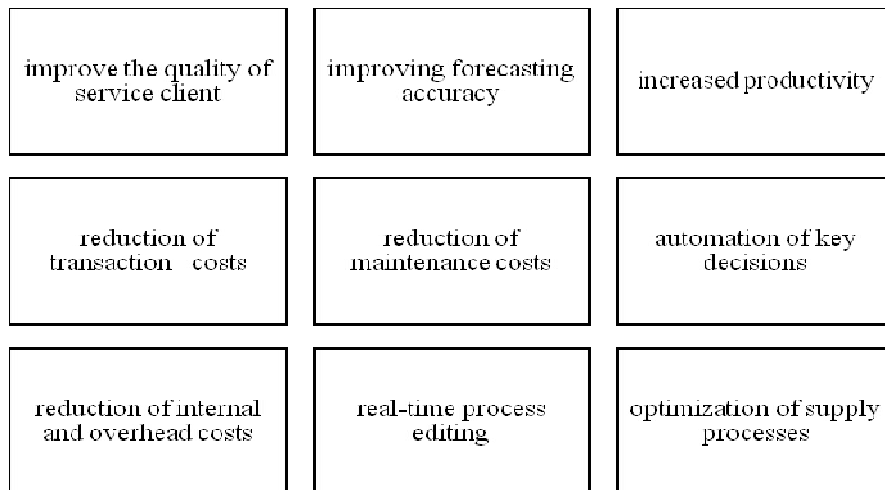 improve the quality of
service client
improving forecasting
accuracy
increased productivity
reduction of
transaction costs
reduction of
maintenance costs
automation of key
decisions
reduction of internal
and overhead costs
real-time process
editing
optimization of supply
processes